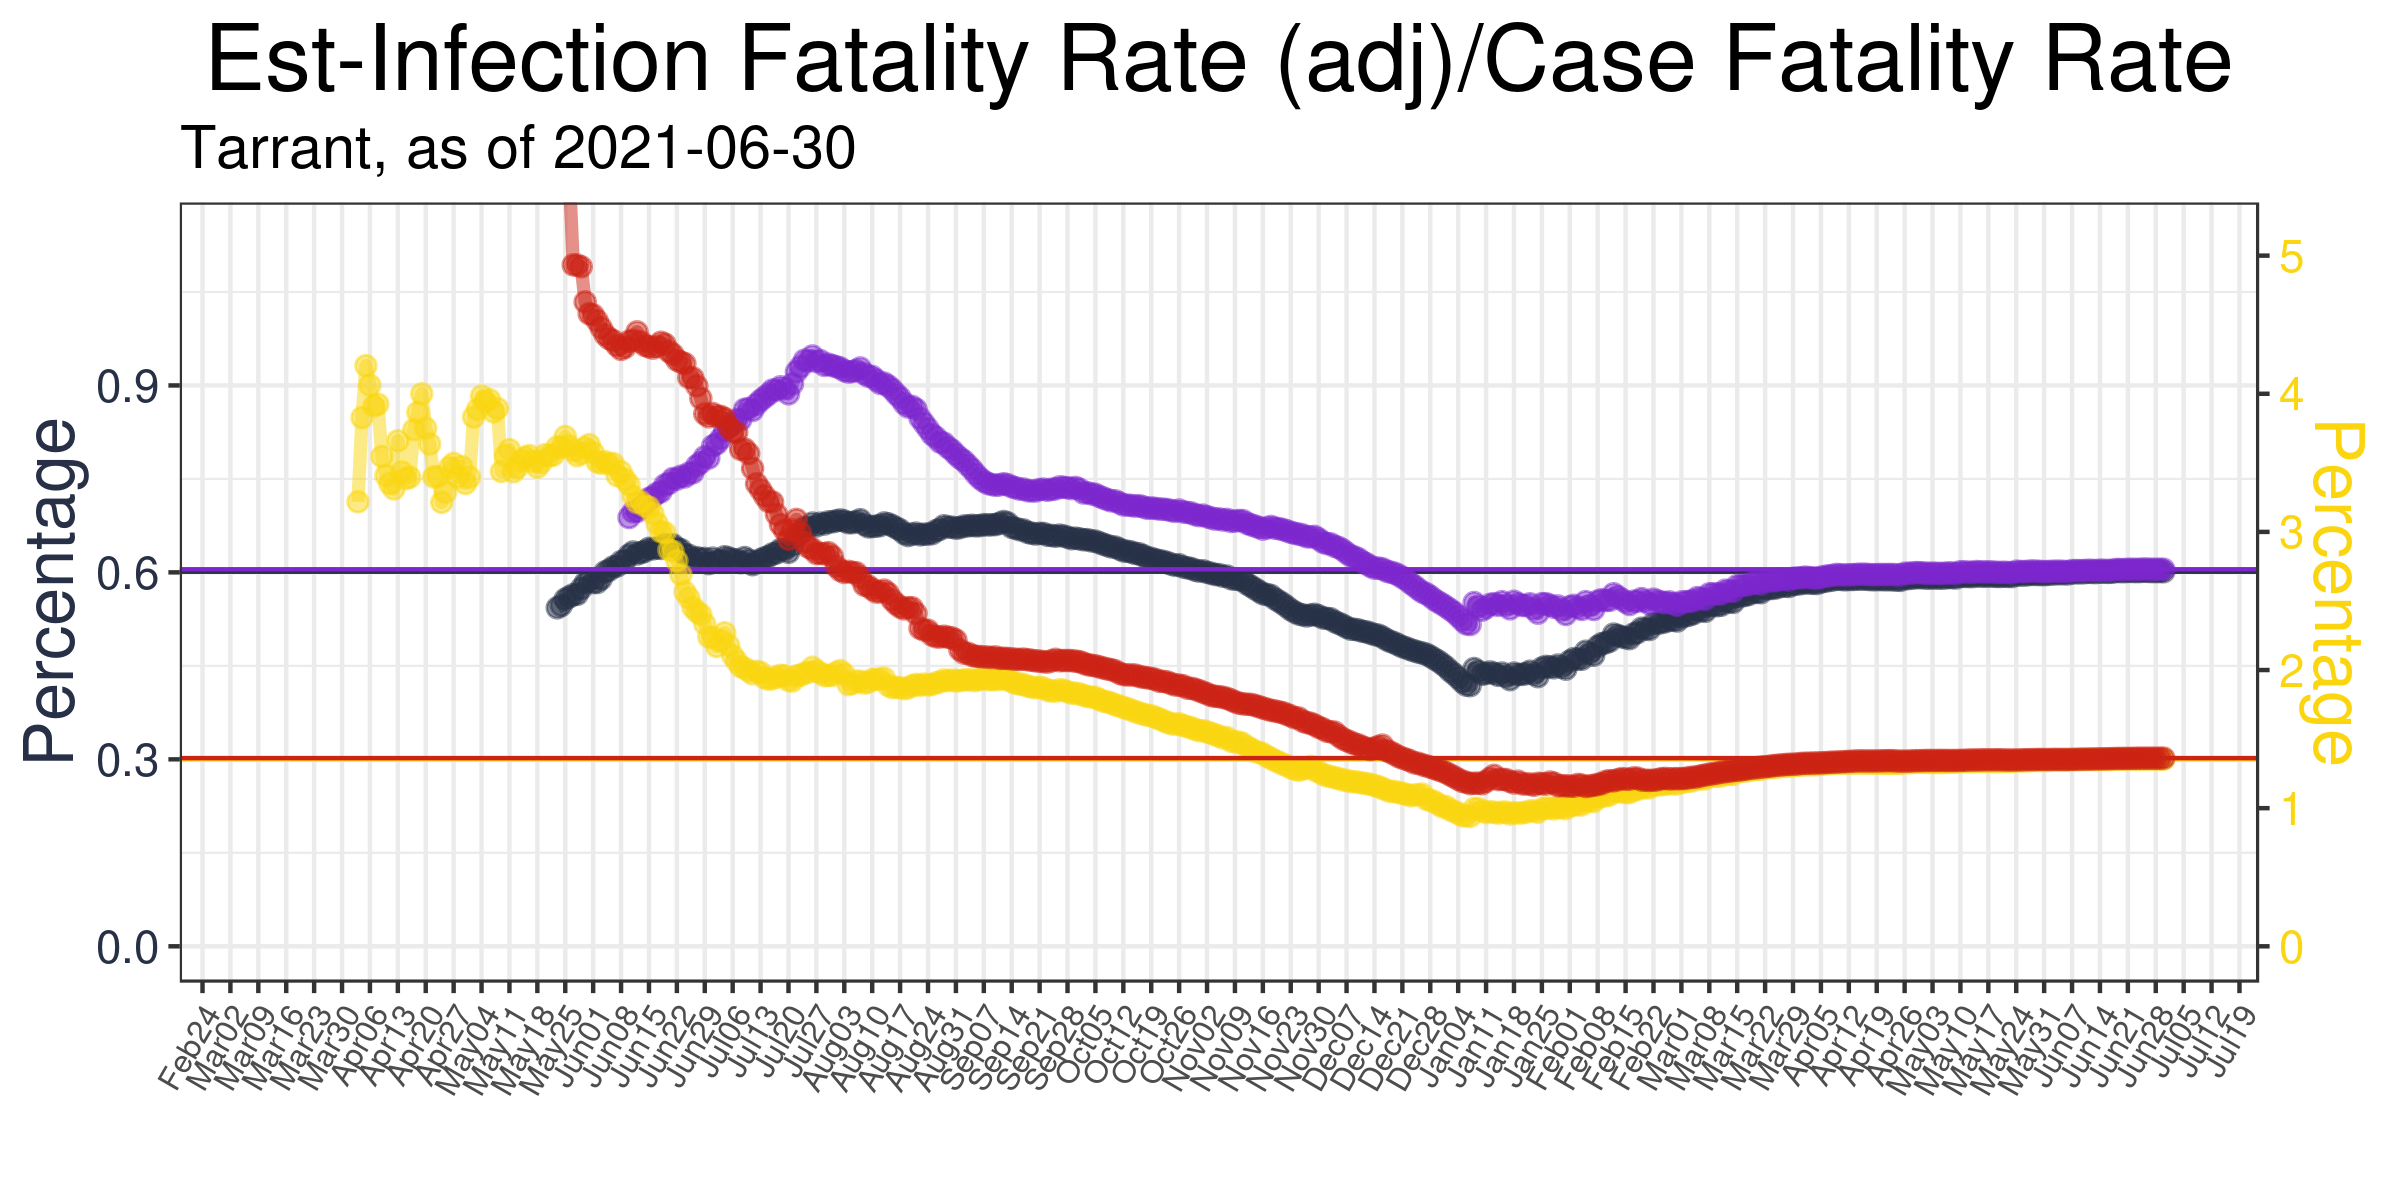 Est-Infection Fatality Rate (adj)/Case Fatality Rate
Tarrant, as of 2021-06-30
Percentage
0.9
0.6
0.3
0.0
5
4
3
2
1
0
Percentage
Feb24
Mar02
Mar09
Mar16
Mar23
Mar30
Apr06
Apr13
Apr20
Apr27
May04
May11
May18
May25
Jun01
Jun08
Jun15
Jun22
Jun29
Jul06
Jul13
Jul20
Jul27
Aug03
Aug10
Aug17
Aug24
Aug31
Sep07
Sep14
Sep21
Sep28
Oct05
Oct12
Oct19
Oct26
Nov02
Nov09
Nov16
Nov23
Nov30
Dec07
Dec14
Dec21
Dec28
Jan04
Jan11
Jan18
Jan25
Feb01
Feb08
Feb15
Feb22
Mar01
Mar08
Mar15
Mar22
Mar29
Apr05
Apr12
Apr19
Apr26
May03
May10
May17
May24
May31
Jun07
Jun14
Jun21
Jun28
Jul05
Jul12
Jul19